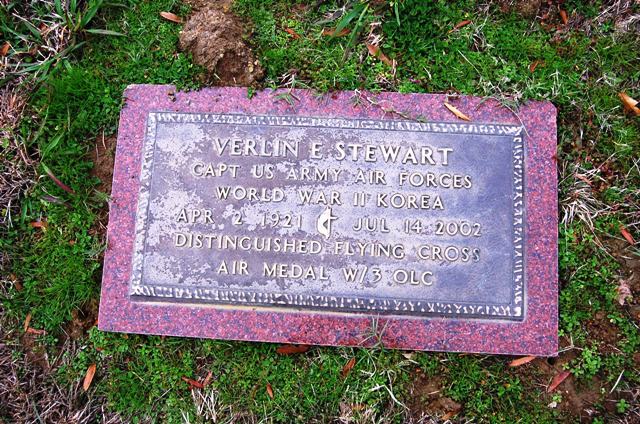 VERLIN E STEWART
CAPT US ARMY AIR FORCES
WORLD WAR II KOREA
APR 2 1921 JUL 14 2002
DISTINGUISHED FLYING CROSS
AIR MEDAL W/3 OLC